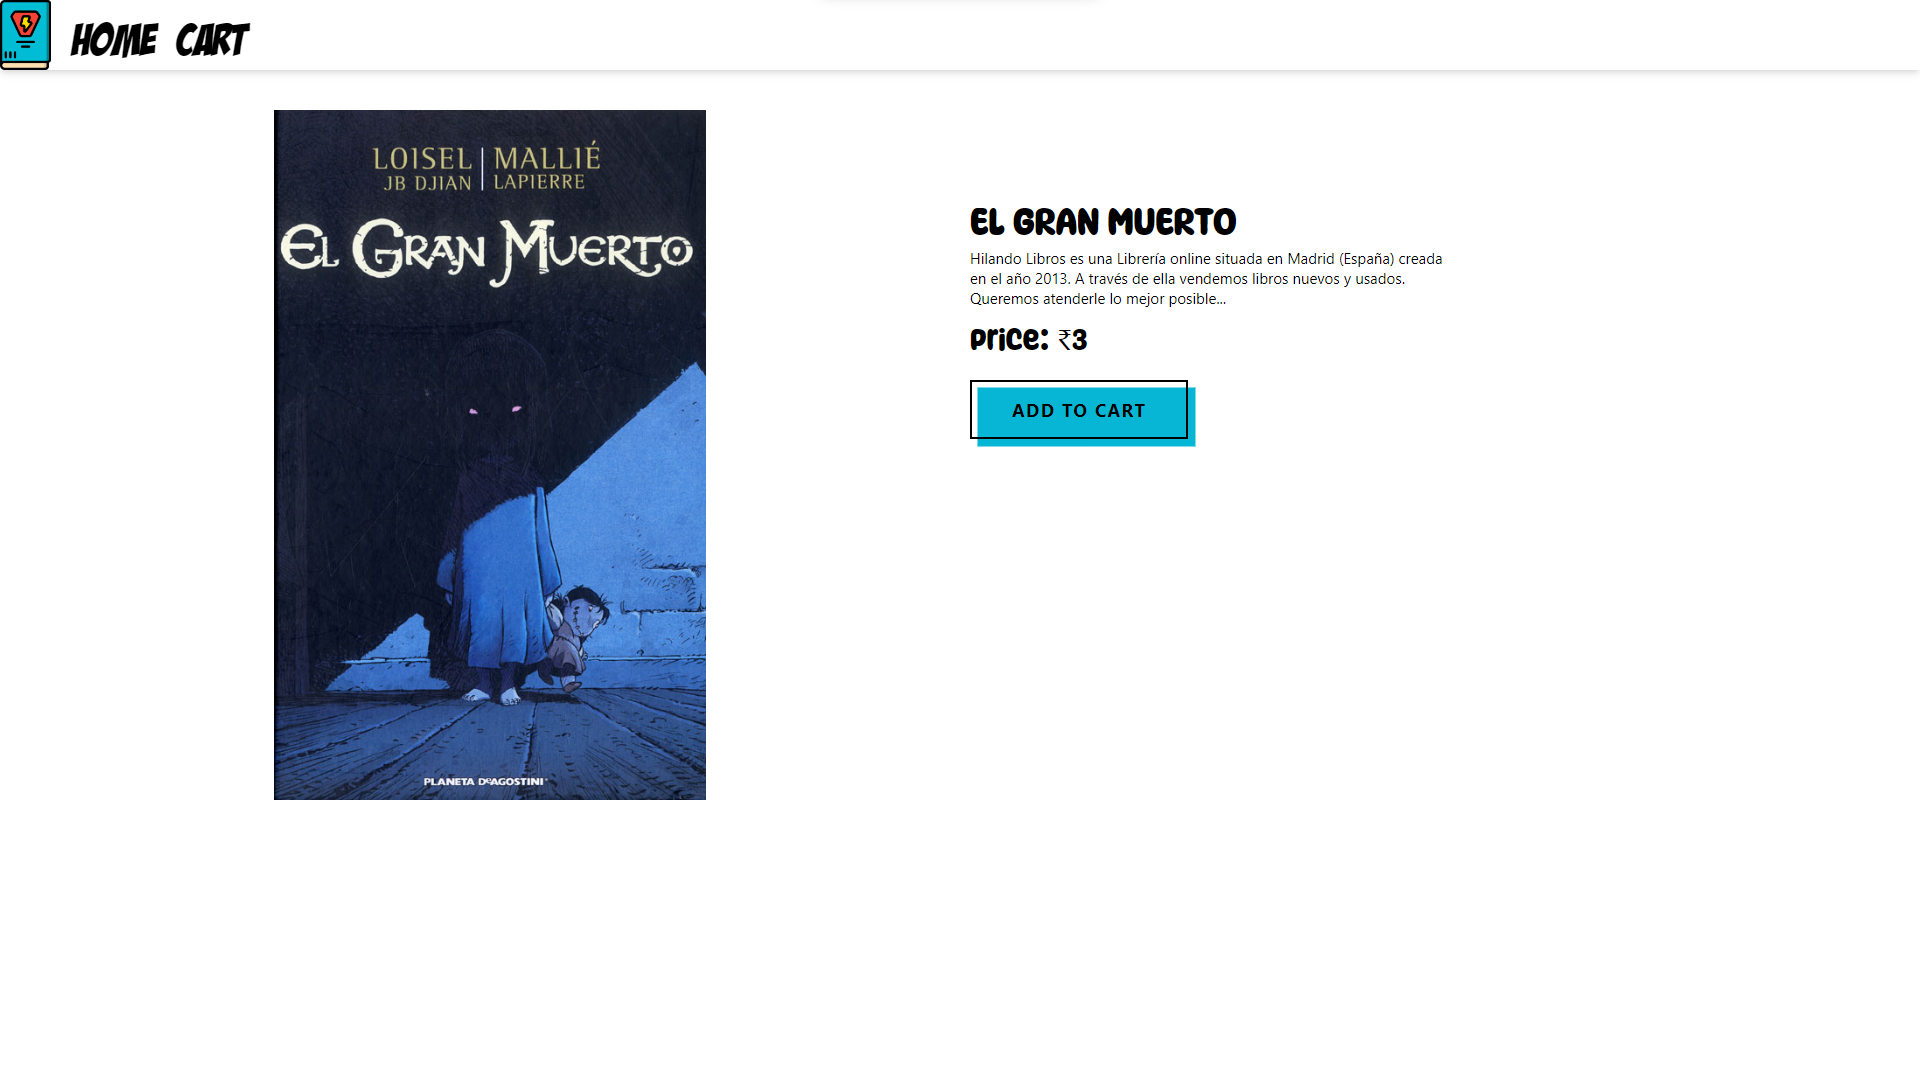 HOME CART
LOISEL | MALLIÉ
JB DJIAN | LAPIERRE
EL GRAN MUERTO
PLANETA DeAGOSTINI
EL GRAN MUERTO
Hilando Libros es una Librería online situada en Madrid (España) creada
en el año 2013. A través de ella vendemos libros nuevos y usados.
Queremos atenderle lo mejor posible...
price: ₹3
ADD TO CART